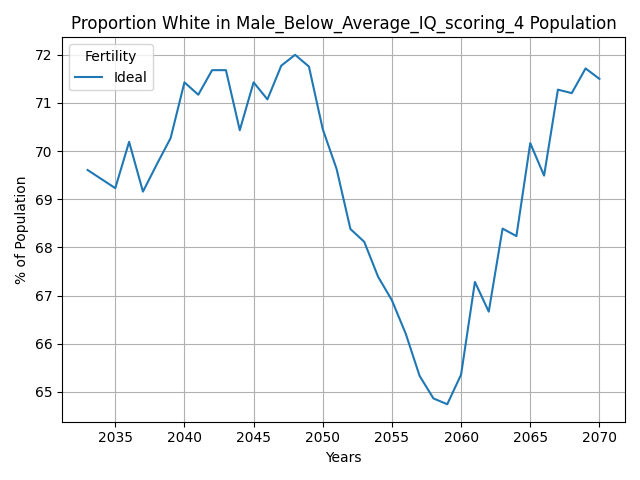 Proportion White in Male_Below_Average_IQ_scoring_4 Population
Fertility
Ideal
72
71
70
69
68
67
66
65
% of Population
2035 2040 2045 2050 2055 2060 2065 2070
Years